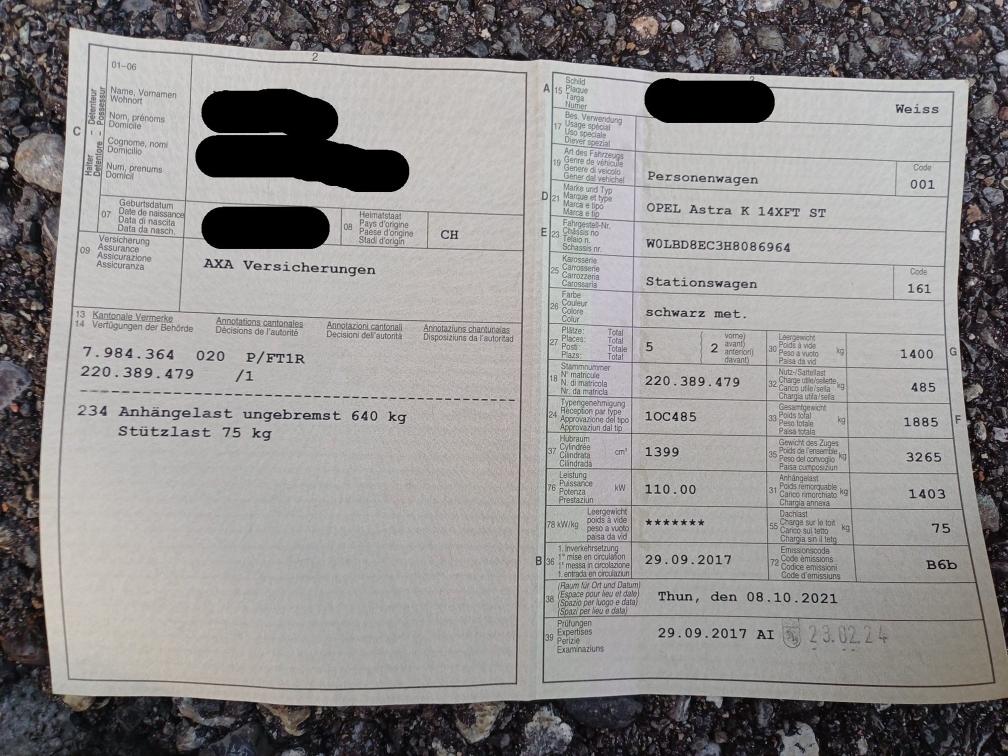 2
01-06
Name, Vornamen
Wohnort
Nom, prénoms
Domicile
Cognome, nomi
Domicilio
Num, prenums
Domicil
C
Halter Détenteur
Detentore Possessur
07
Geburtsdatum
Date de naissance
Data di nascita
Data da nasch.
08
Heimatstaat
Pays d'origine
Paese d'origine
Stadi d'origin
CH
09
Versicherung
Assurance
Assicurazione
Assicuranza
AXA Versicherungen
13 Kantonale Vermerke Annotations cantonales Annotazioni cantonali Annotaziuns chantunalas
14 Verfügungen der Behörde Décisions de l'autorité Decisioni dell'autorità Disposiziuns da l'autoritad
7.984.364 020 P/FT1R
220.389.479 /1
234 Anhängelast ungebremst 640 kg
Stützlast 75 kg
A 15
Schild
Plaque
Targa
Numer
Weiss
17
Bes. Verwendung
Usage spécial
Uso speciale
Diever spezial
19
Art des Fahrzeugs
Genre de véhicule
Genere di veicolo
Gener dal vehichel
Personenwagen
Code
001
D 21
Marke und Typ
Marque et type
Marca e tipo
Marca e tip
OPEL Astra K 14XFT ST
E 23
Fahrgestell-Nr.
Châssis no
Telaio n.
Schassis nr.
W0LBD8EC3H8086964
25
Karosserie
Carrosserie
Carrozzeria
Carossaria
Stationswagen
Code
161
26
Farbe
Couleur
Colore
Colur
schwarz met.
27
Plätze: Total
Places: Total
Posti: Totale
Plazs: Total
5
2
vorne)
avant)
anteriori)
davant)
30
Leergewicht
Poids à vide
Peso a vuoto
Paisa da vid
kg
1400
G
18
Stammnummer
N° matricule
N. di matricola
Nr. da matricla
220.389.479
32
Nutz-/Sattellast
Charge utile/sellette
Carico utile/sella
Chargia utila/sella
kg
485
24
Typengenehmigung
Réception par type
Approvazione del tipo
Approvaziun dal tip
1OC485
33
Gesamtgewicht
Poids total
Peso totale
Paisa totala
kg
1885
F
37
Hubraum
Cylindrée
Cilindrata
Cilindrada
cm³
1399
35
Gewicht des Zuges
Poids de l'ensemble
Peso del convoglio
Paisa cumposiziun
kg
3265
76
Leistung
Puissance
Potenza
Prestaziun
kW
110.00
31
Anhängelast
Poids remorquable
Carico rimorchiato
Chargia annexa
kg
1403
78 kW/kg
Leergewicht
poids à vide
peso a vuoto
paisa da vid
*******
55
Dachlast
Charge sur le toit
Carico sul tetto
Chargia sin il tetg
kg
75
B 36
1. Inverkehrsetzung
1re mise en circulation
1a messa in circolazione
1. entrada en circulaziun
29.09.2017
72
Emissionscode
Code émissions
Codice emissioni
Code d'emissiuns
B6b
38
(Raum für Ort und Datum)
(Espace pour lieu et date)
(Spazio per luogo e data)
(Spazi per lieu e data)
Thun, den 08.10.2021
39
Prüfungen
Expertises
Perizie
Examinaziuns
29.09.2017 AI 23.02.24